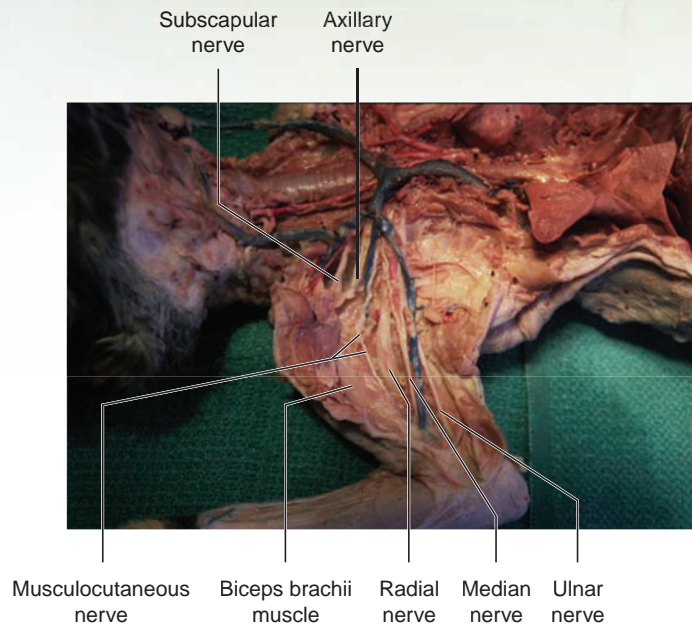 Subscapular
nerve
Axillary
nerve
Musculocutaneous
nerve
Biceps brachii
muscle
Radial
nerve
Median
nerve
Ulnar
nerve